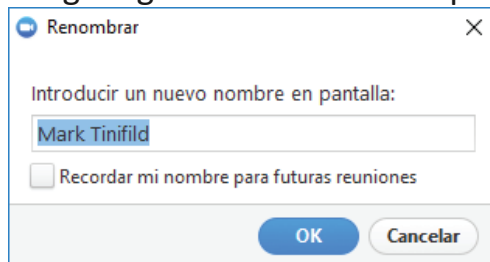 Renombrar
Introducir un nuevo nombre en pantalla:
Mark Tinifild
Recordar mi nombre para futuras reuniones
OK Cancelar